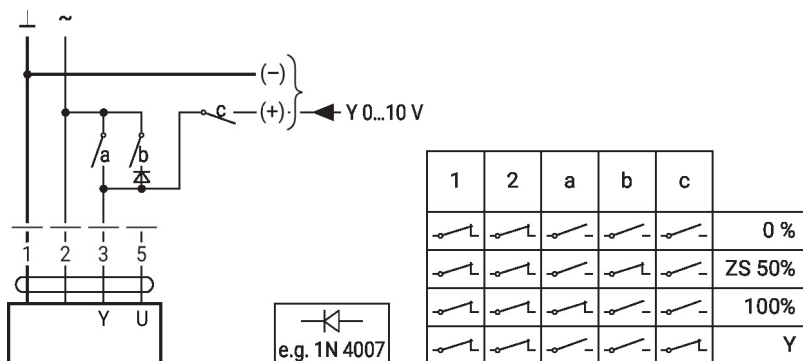 ⊥ ~
(–)
c (+) Y 0...10 V
a b
1 2 3 5
Y U
e.g. 1N 4007
1 2 a b c
0 %
ZS 50%
100%
Y